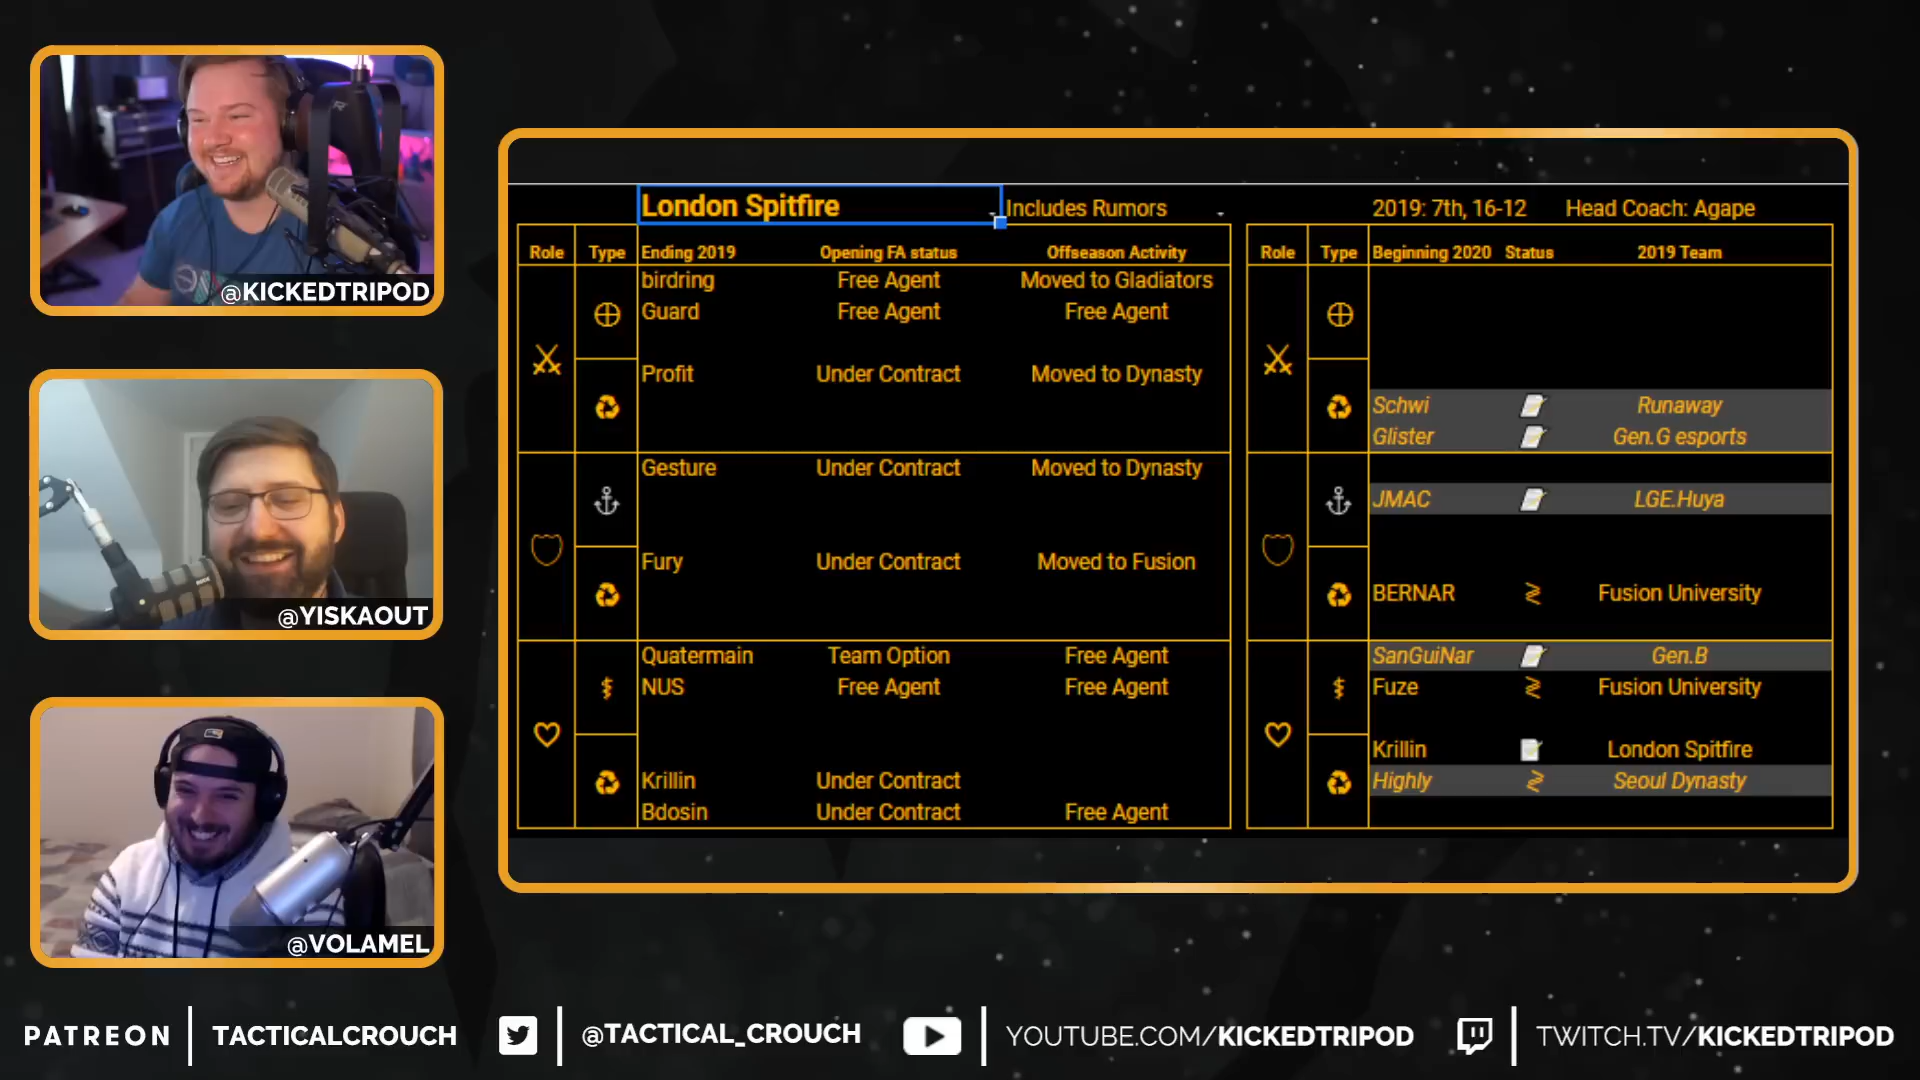 @KICKEDTRIPOD
@YISKAOUT
@VOLAMEL
London Spitfire Includes Rumors 2019: 7th, 16-12 Head Coach: Agape
Role Type Ending 2019 Opening FA status Offseason Activity
birdring Free Agent Moved to Gladiators
Guard Free Agent Free Agent
Profit Under Contract Moved to Dynasty
Gesture Under Contract Moved to Dynasty
Fury Under Contract Moved to Fusion
Quatermain Team Option Free Agent
NUS Free Agent Free Agent
Krillin Under Contract
Bdosin Under Contract Free Agent
Role Type Beginning 2020 Status 2019 Team
Schwi Runaway
Glister Gen.G esports
JMAC LGE.Huya
BERNAR Fusion University
SanGuiNar Gen.B
Fuze Fusion University
Krillin London Spitfire
Highly Seoul Dynasty
PATREON TACTICALCROUCH @TACTICAL_CROUCH YOUTUBE.COM/KICKEDTRIPOD TWITCH.TV/KICKEDTRIPOD